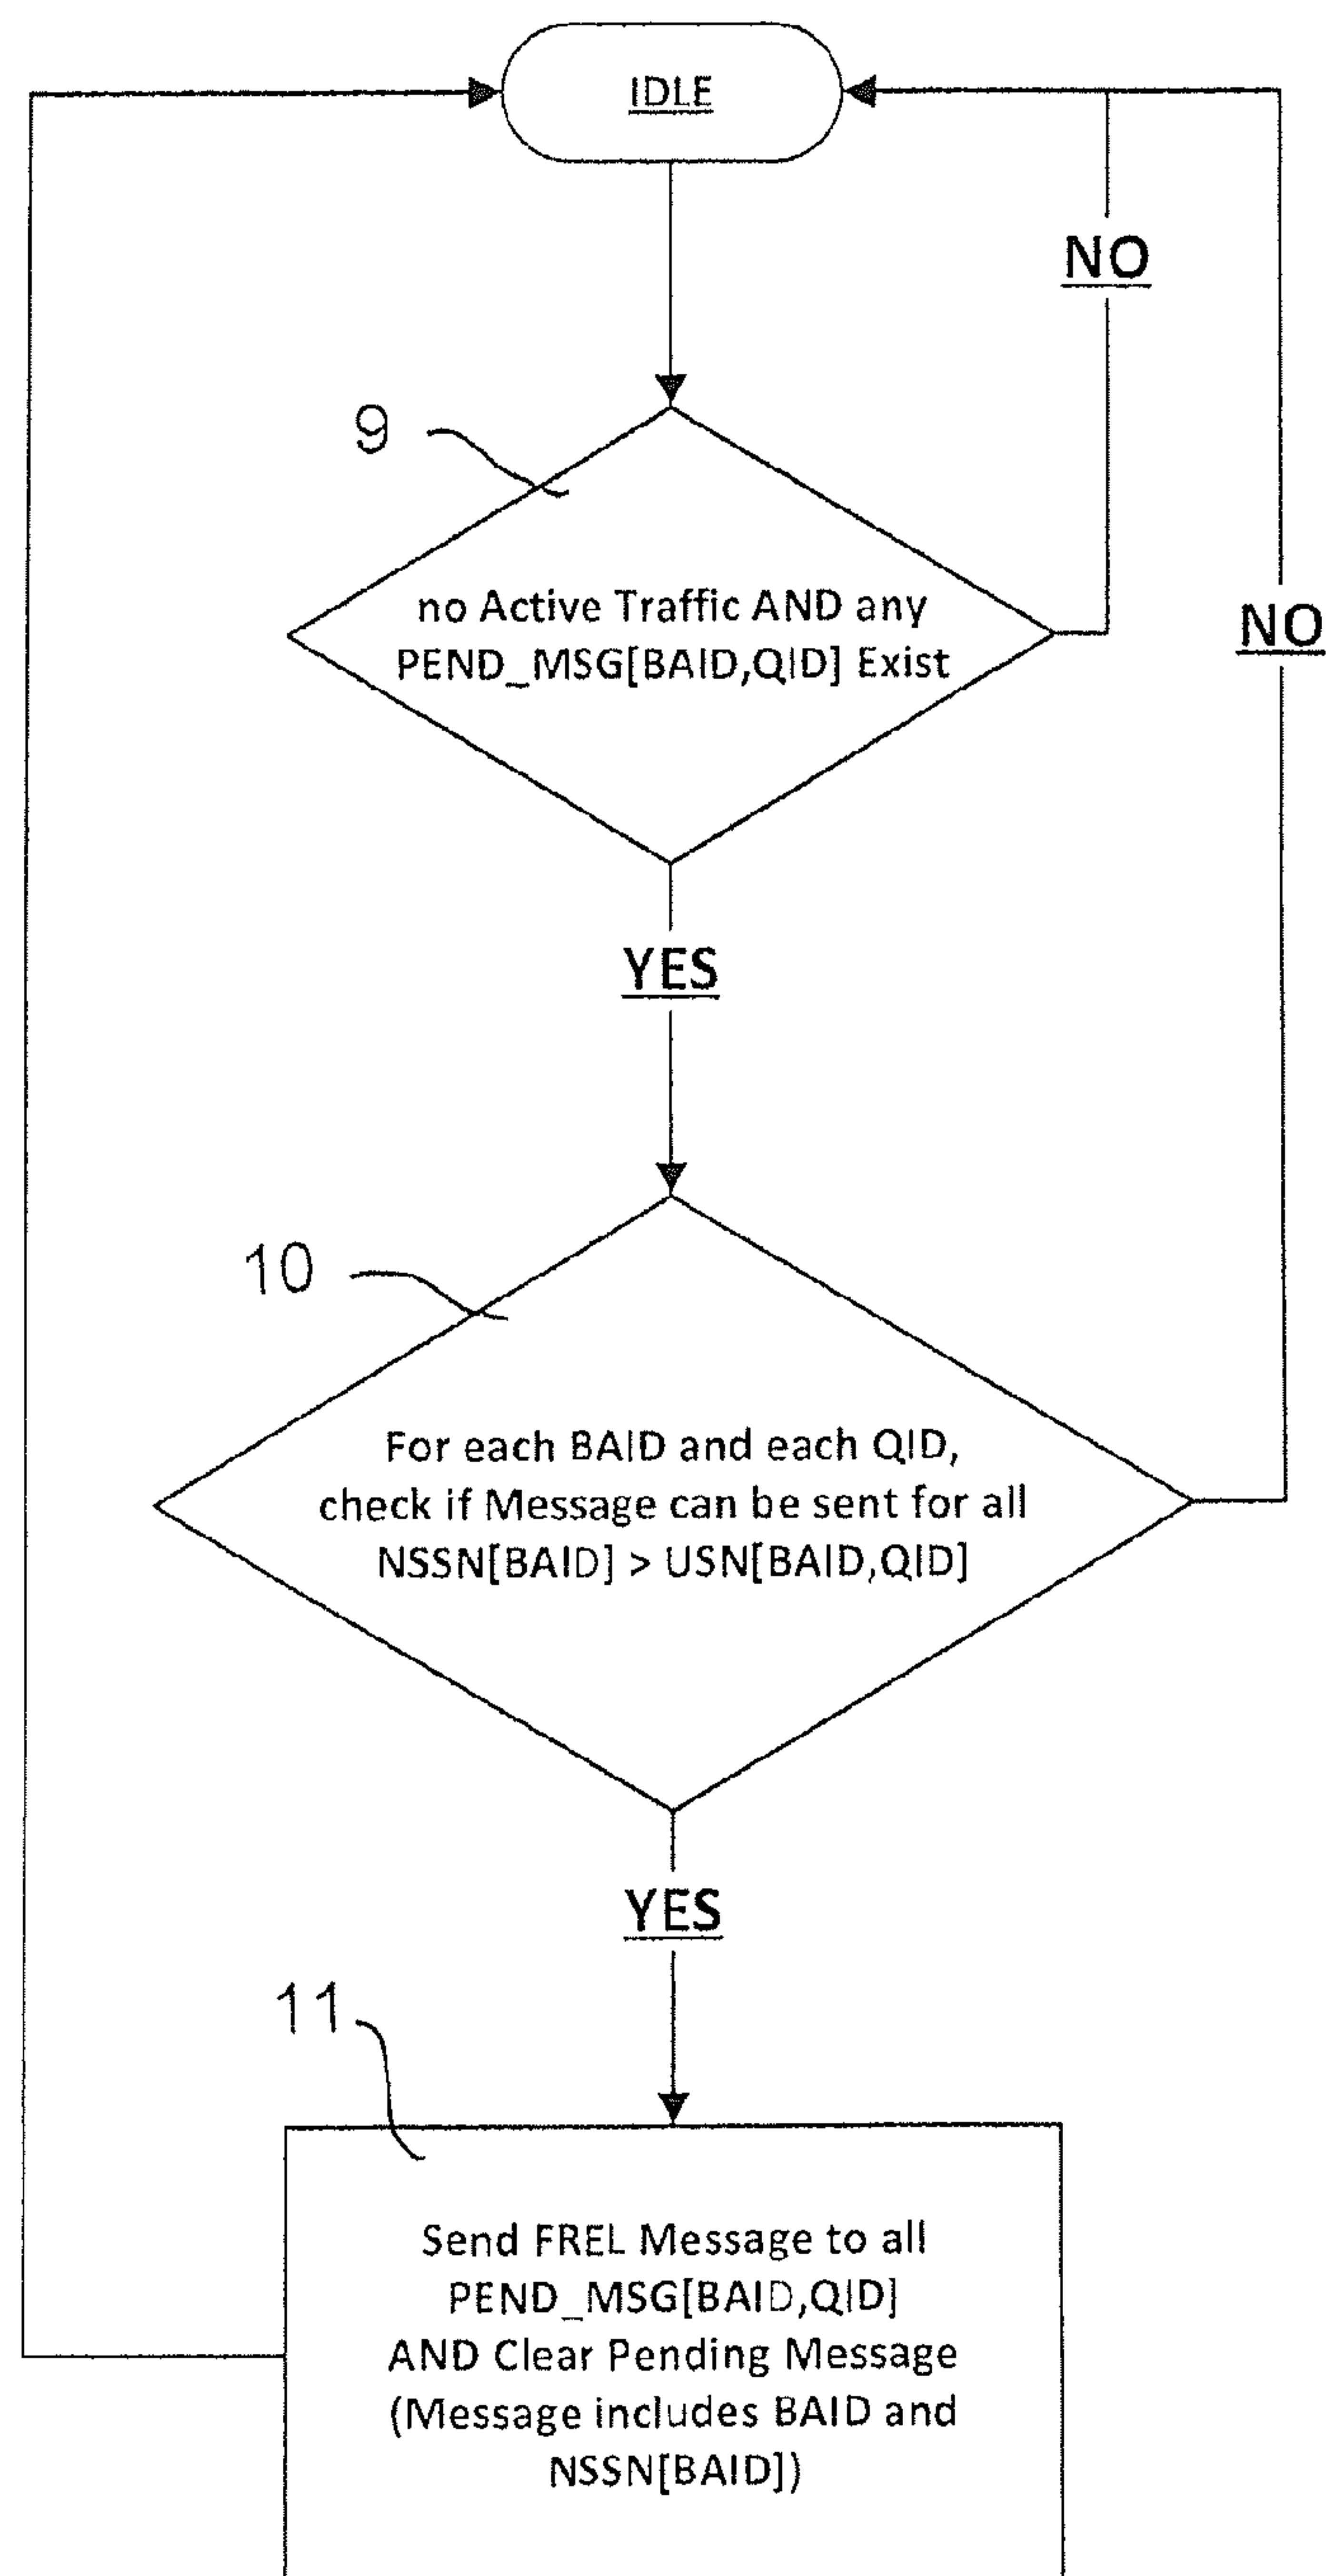 IDLE
NO
9
no Active Traffic AND any
PEND_MSG[BAID,QID] Exist
NO
YES
10
For each BAID and each QID,
check if Message can be sent for all
NSSN[BAID] > USN[BAID,QID]
YES
11
Send FREL Message to all
PEND_MSG[BAID,QID]
AND Clear Pending Message
(Message includes BAID and
NSSN[BAID])